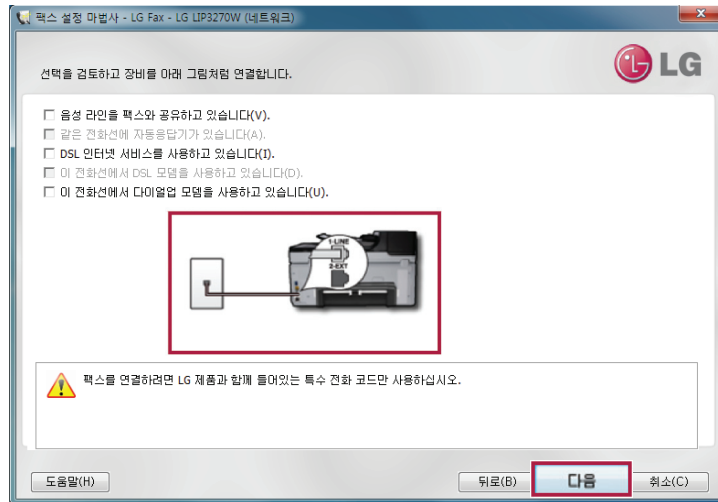 팩스 설정 마법사 - LG Fax - LG LIP3270W (네트워크)
LG
선택을 검토하고 장비를 아래 그림처럼 연결합니다.
음성 라인을 팩스와 공유하고 있습니다(V).
같은 전화선에 자동응답기가 있습니다(A).
DSL 인터넷 서비스를 사용하고 있습니다(I).
이 전화선에서 DSL 모뎀을 사용하고 있습니다(D).
이 전화선에서 다이얼업 모뎀을 사용하고 있습니다(U).
1-LINE
2-EXT
팩스를 연결하려면 LG 제품과 함께 들어있는 특수 전화 코드만 사용하십시오.
도움말(H) 뒤로(B) 다음 취소(C)